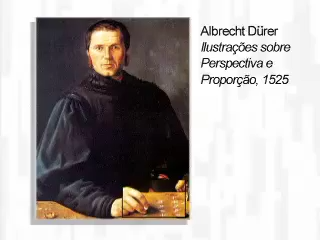 Albrecht Dürer
Ilustrações sobre
Perspectiva e
Proporção, 1525